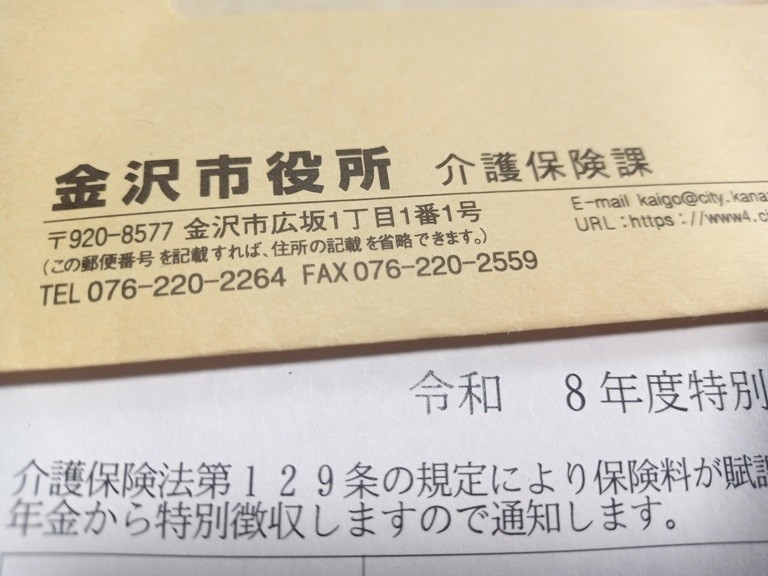 金沢市役所 介護保険課
〒920-8577 金沢市広坂1丁目1番1号
(この郵便番号を記載すれば、住所の記載を省略できます。)
TEL 076-220-2264 FAX 076-220-2559
E-mail kaigo@city.kana
URL:https://www4.ci
令和 8年度特別
介護保険法第129条の規定により保険料が賦課
年金から特別徴収しますので通知します。